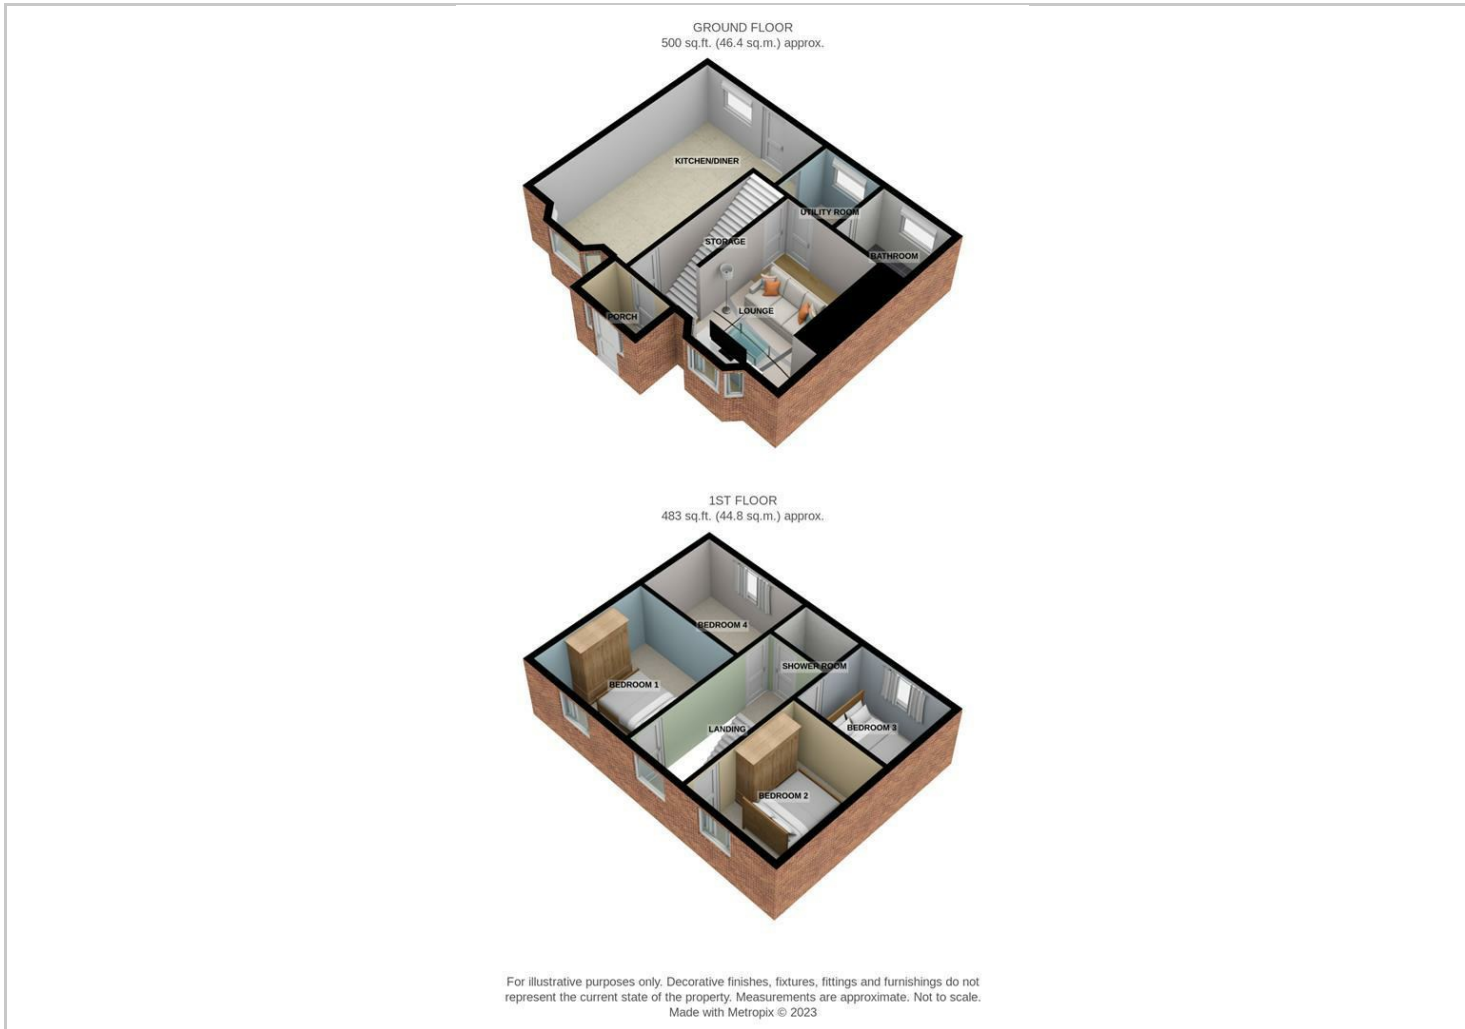 GROUND FLOOR
500 sq.ft. (46.4 sq.m.) approx.
KITCHEN/DINER
UTILITY ROOM
STORAGE
BATHROOM
LOUNGE
PORCH
1ST FLOOR
483 sq.ft. (44.8 sq.m.) approx.
BEDROOM 4
SHOWER ROOM
BEDROOM 1
LANDING
BEDROOM 3
BEDROOM 2
For illustrative purposes only. Decorative finishes, fixtures, fittings and furnishings do not
represent the current state of the property. Measurements are approximate. Not to scale.
Made with Metropix © 2023